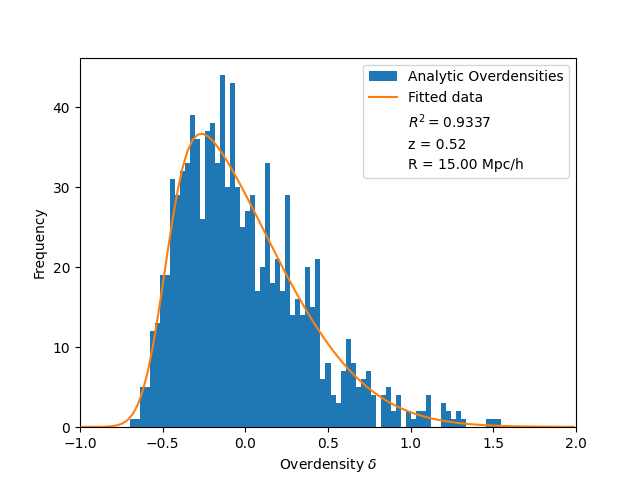 Analytic Overdensities
Fitted data
R² = 0.9337
z = 0.52
R = 15.00 Mpc/h
Frequency
40
30
20
10
0
−1.0 −0.5 0.0 0.5 1.0 1.5 2.0
Overdensity δ